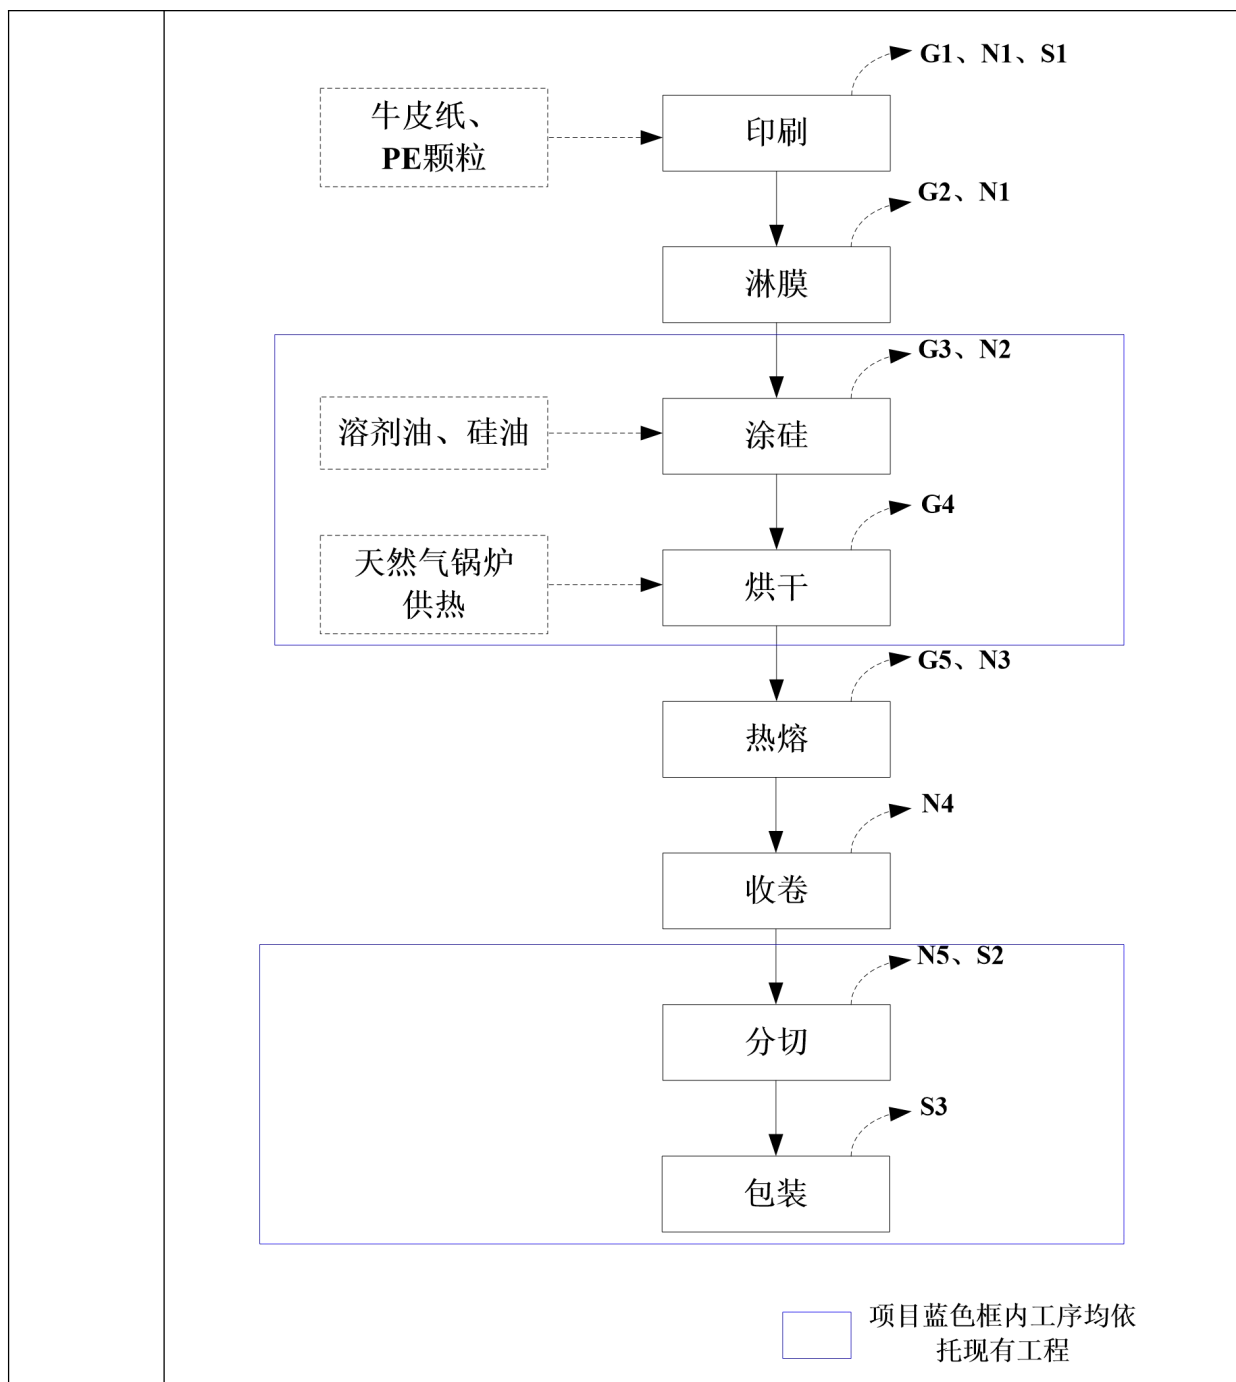 G1、N1、S1
牛皮纸、
PE颗粒
印刷
G2、N1
淋膜
G3、N2
溶剂油、硅油
涂硅
G4
天然气锅炉
供热
烘干
G5、N3
热熔
N4
收卷
N5、S2
分切
S3
包装
项目蓝色框内工序均依
托现有工程